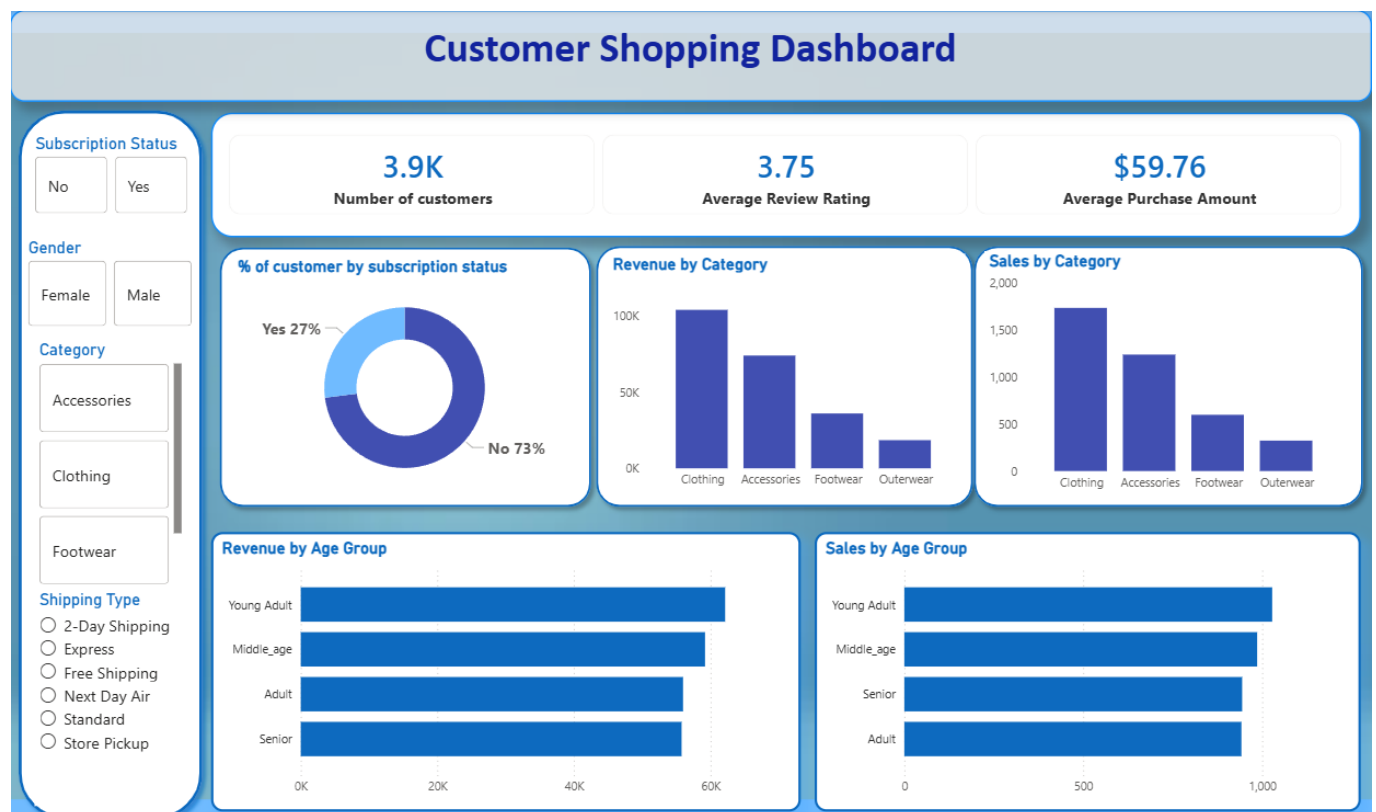 Customer Shopping Dashboard
Subscription Status
No
Yes
Gender
Female
Male
Category
Accessories
Clothing
Footwear
Shipping Type
2-Day Shipping
Express
Free Shipping
Next Day Air
Standard
Store Pickup
3.9K
Number of customers
3.75
Average Review Rating
$59.76
Average Purchase Amount
% of customer by subscription status
Yes 27%
No 73%
Revenue by Category
100K
50K
0K
Clothing
Accessories
Footwear
Outerwear
Sales by Category
2,000
1,500
1,000
500
0
Clothing
Accessories
Footwear
Outerwear
Revenue by Age Group
Young Adult
Middle_age
Adult
Senior
0K
20K
40K
60K
Sales by Age Group
Young Adult
Middle_age
Senior
Adult
0
500
1,000